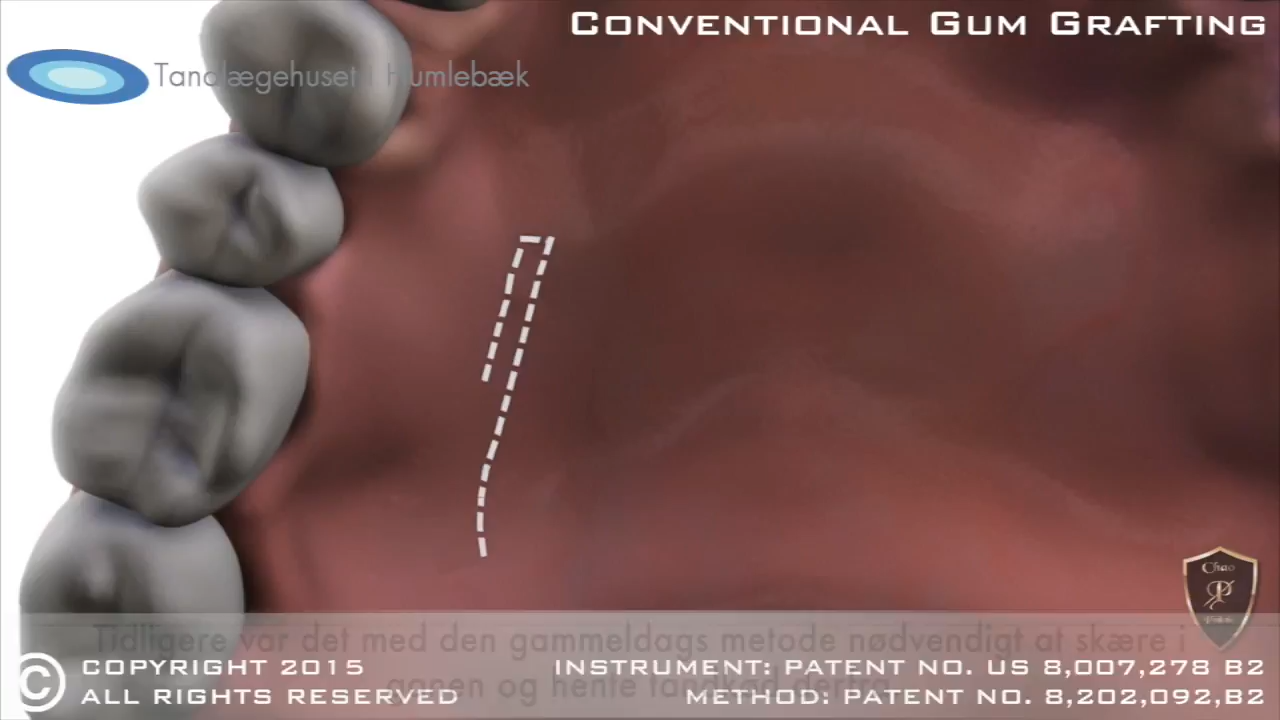 CONVENTIONAL GUM GRAFTING
Tandlægehuset i Humlebæk
Chao
Tidligere var det med den gammeldags metode nødvendigt at skære i
ganen og hente tandkød derfra
© COPYRIGHT 2015
ALL RIGHTS RESERVED
INSTRUMENT: PATENT NO. US 8,007,278 B2
METHOD: PATENT NO. 8,202,092,B2